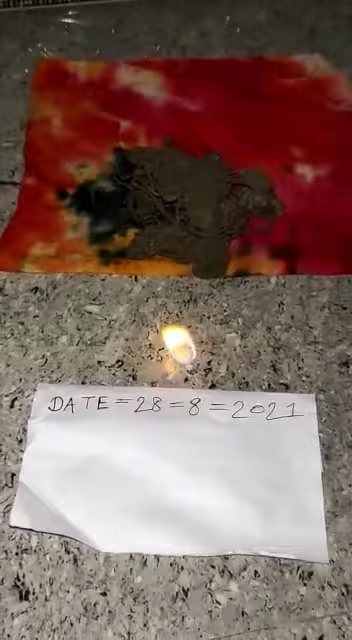 DATE = 28 = 8 = 2021